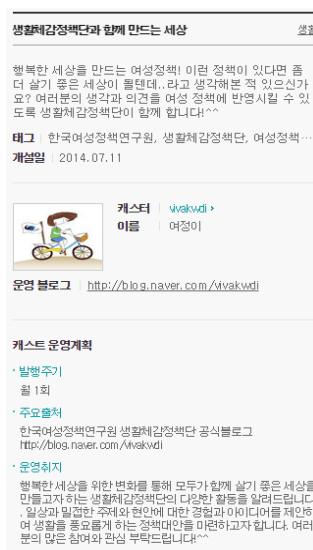 생활체감정책단과 함께 만드는 세상
행복한 세상을 만드는 여성정책! 이런 정책이 있다면 좀
더 살기 좋은 세상이 될텐데..라고 생각해본 적 있으신가
요? 여러분의 생각과 의견을 여성 정책에 반영시킬 수 있
도록 생활체감정책단이 함께 합니다!^^
태그 한국여성정책연구원, 생활체감정책단, 여성정책…
개설일 2014.07.11
캐스터 vivakwdi
이름 여정이
운영 블로그 http://blog.naver.com/vivakwdi
캐스트 운영계획
· 발행주기
월 1회
· 주요출처
한국여성정책연구원 생활체감정책단 공식블로그
http://blog.naver.com/vivakwdi
· 운영취지
행복한 세상을 위한 변화를 통해 모두가 함께 살기 좋은 세상을
만들고자 하는 생활체감정책단의 다양한 활동을 알려드립니다
. 일상과 밀접한 주제와 현안에 대한 경험과 아이디어를 제안하
여 생활을 풍요롭게 하는 정책대안을 마련하고자 합니다. 여러
분의 많은 참여와 관심 부탁드립니다!^^